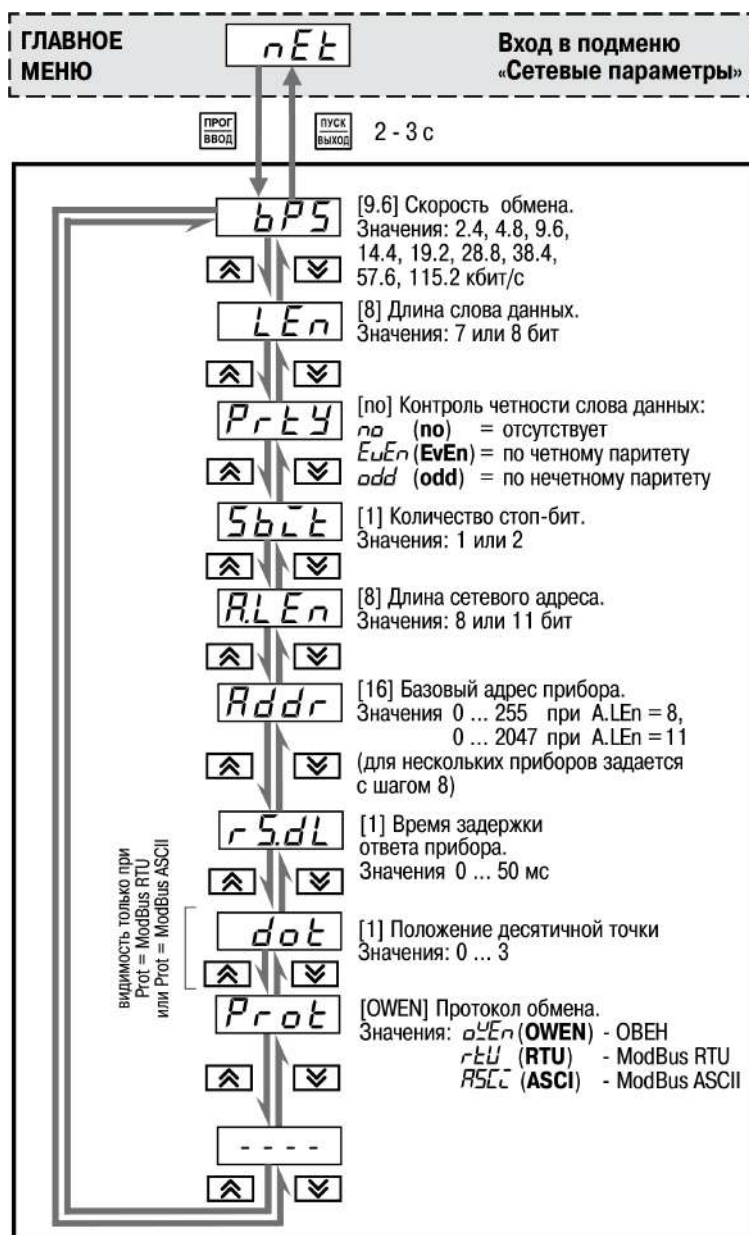 ГЛАВНОЕ
МЕНЮ
nEt
Вход в подменю
«Сетевые параметры»
ПРОГ
ВВОД
ПУСК
ВЫХОД
2 - 3 с
bPS
[9.6] Скорость обмена.
Значения: 2.4, 4.8, 9.6,
14.4, 19.2, 28.8, 38.4,
57.6, 115.2 кбит/с
LEn
[8] Длина слова данных.
Значения: 7 или 8 бит
PrtY
[no] Контроль четности слова данных:
no (no) = отсутствует
EvEn (EvEn) = по четному паритету
odd (odd) = по нечетному паритету
Sbit
[1] Количество стоп-бит.
Значения: 1 или 2
A.LEn
[8] Длина сетевого адреса.
Значения: 8 или 11 бит
Addr
[16] Базовый адрес прибора.
Значения 0 ... 255 при A.LEn = 8,
0 ... 2047 при A.LEn = 11
(для нескольких приборов задается
с шагом 8)
rS.dL
[1] Время задержки
ответа прибора.
Значения 0 ... 50 мс
видимость только при
Prot = ModBus RTU
или Prot = ModBus ASCII
dot
[1] Положение десятичной точки
Значения: 0 ... 3
Prot
[OWEN] Протокол обмена.
Значения: oYEn (OWEN) - ОВЕН
rtU (RTU) - ModBus RTU
ASCi (ASCI) - ModBus ASCII
- - - -